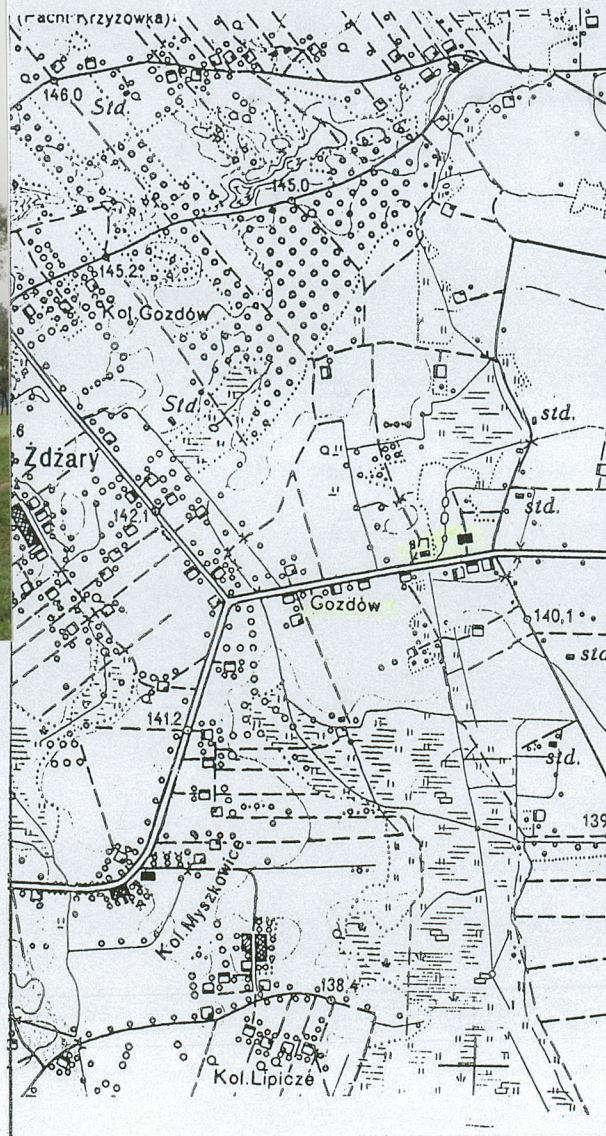 (Pacht Krzyżówka)
146.0
Std.
145.0
145.2
Kol. Gozdów
Std.
std.
Żdżary
std.
142.1
Gozdów
140,1
std
141.2
std.
139
Kol. Myszkowice
138.4
Kol. Lipicze